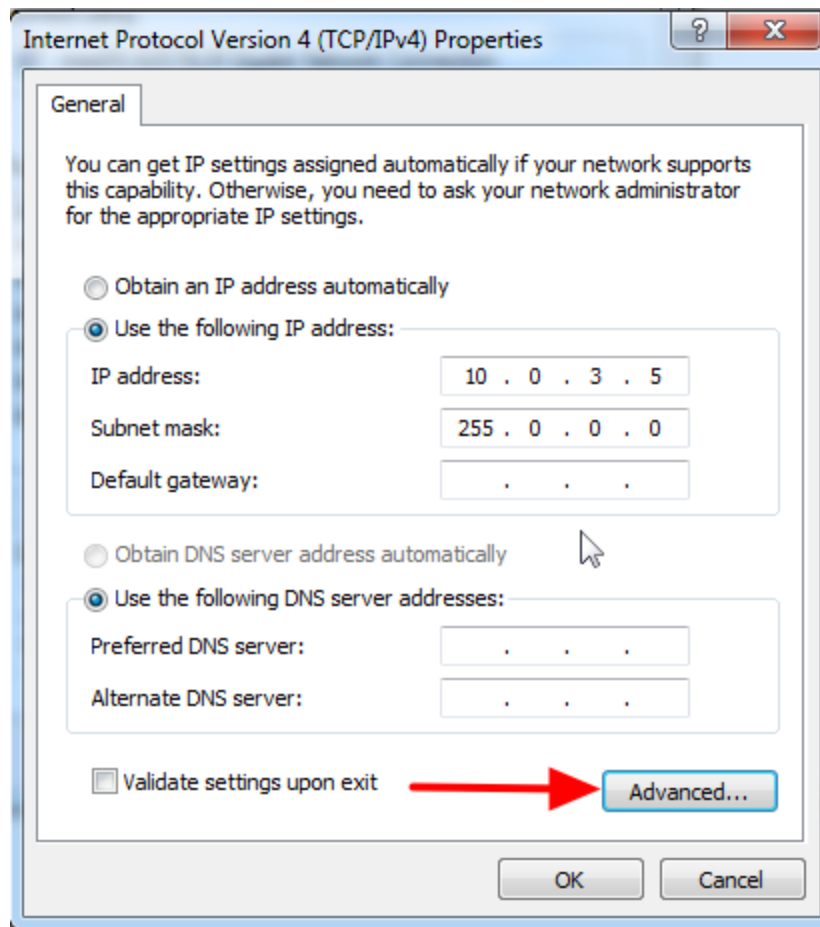 Internet Protocol Version 4 (TCP/IPv4) Properties
General
You can get IP settings assigned automatically if your network supports
this capability. Otherwise, you need to ask your network administrator
for the appropriate IP settings.
Obtain an IP address automatically
Use the following IP address:
IP address: 10 . 0 . 3 . 5
Subnet mask: 255 . 0 . 0 . 0
Default gateway: . . .
Obtain DNS server address automatically
Use the following DNS server addresses:
Preferred DNS server: . . .
Alternate DNS server: . . .
Validate settings upon exit Advanced...
OK Cancel